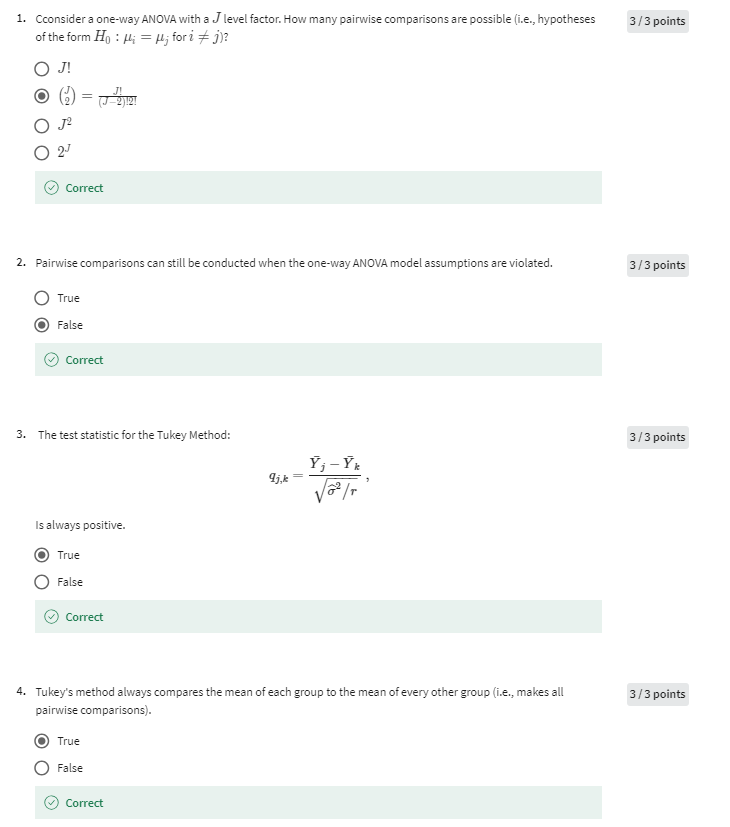 1. Cconsider a one-way ANOVA with a J level factor. How many pairwise comparisons are possible (i.e., hypotheses
3 / 3 points
of the form H₀ : μᵢ = μⱼ for i ≠ j)?
J!
(J 2) = J!/(J−2)!2!
J²
2ᴶ
Correct
2. Pairwise comparisons can still be conducted when the one-way ANOVA model assumptions are violated.
3 / 3 points
True
False
Correct
3. The test statistic for the Tukey Method:
3 / 3 points
qⱼ,ₖ = (Ȳⱼ − Ȳₖ)/√(σ̂²/r) ,
Is always positive.
True
False
Correct
4. Tukey's method always compares the mean of each group to the mean of every other group (i.e., makes all
3 / 3 points
pairwise comparisons).
True
False
Correct